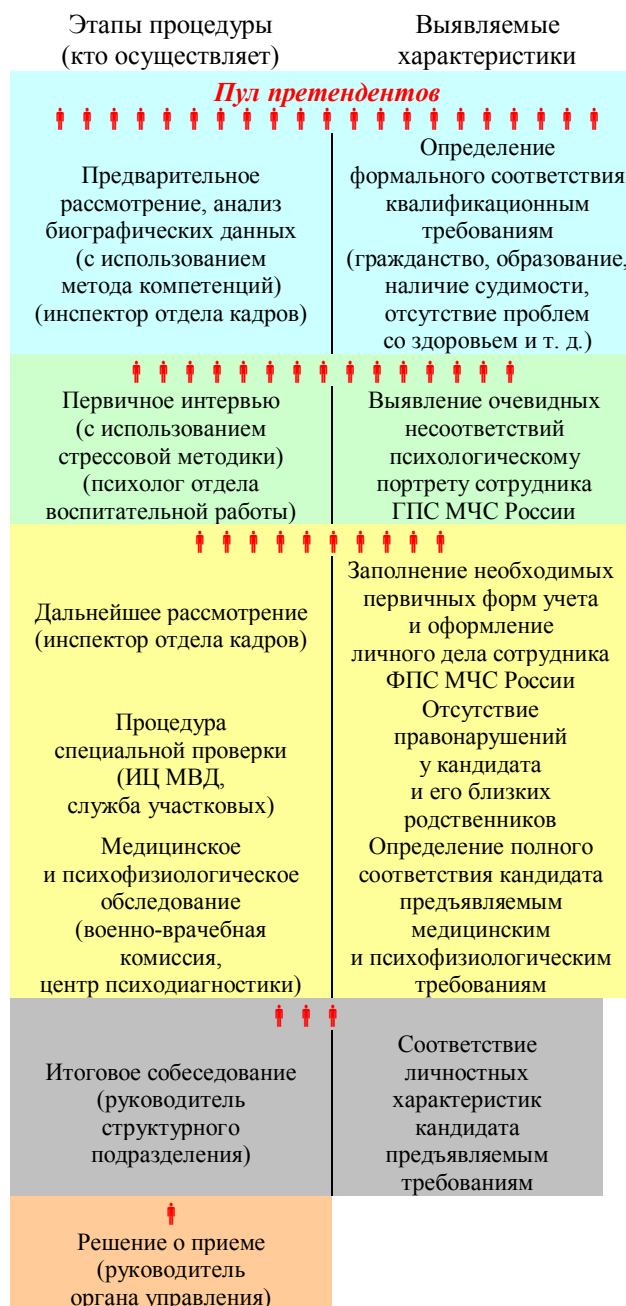 Этапы процедуры
(кто осуществляет)
Выявляемые
характеристики
Пул претендентов
Предварительное
рассмотрение, анализ
биографических данных
(с использованием
метода компетенций)
(инспектор отдела кадров)
Определение
формального соответствия
квалификационным
требованиям
(гражданство, образование,
наличие судимости,
отсутствие проблем
со здоровьем и т. д.)
Первичное интервью
(с использованием
стрессовой методики)
(психолог отдела
воспитательной работы)
Выявление очевидных
несоответствий
психологическому
портрету сотрудника
ГПС МЧС России
Дальнейшее рассмотрение
(инспектор отдела кадров)
Заполнение необходимых
первичных форм учета
и оформление
личного дела сотрудника
ФПС МЧС России
Процедура
специальной проверки
(ИЦ МВД,
служба участковых)
Отсутствие
правонарушений
у кандидата
и его близких
родственников
Медицинское
и психофизиологическое
обследование
(военно-врачебная
комиссия,
центр психодиагностики)
Определение полного
соответствия кандидата
предъявляемым
медицинским
и психофизиологическим
требованиям
Итоговое собеседование
(руководитель
структурного
подразделения)
Соответствие
личностных
характеристик
кандидата
предъявляемым
требованиям
Решение о приеме
(руководитель
органа управления)